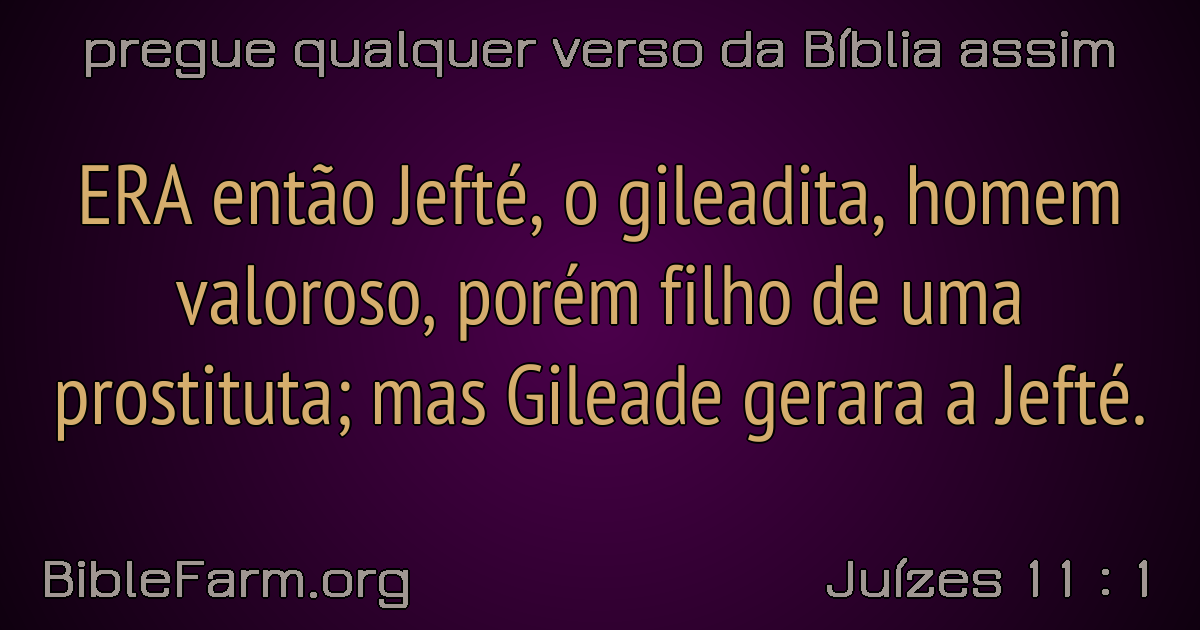 pregue qualquer verso da Bíblia assim
ERA então Jefté, o gileadita, homem
valoroso, porém filho de uma
prostituta; mas Gileade gerara a Jefté.
BibleFarm.org
Juízes 11 : 1